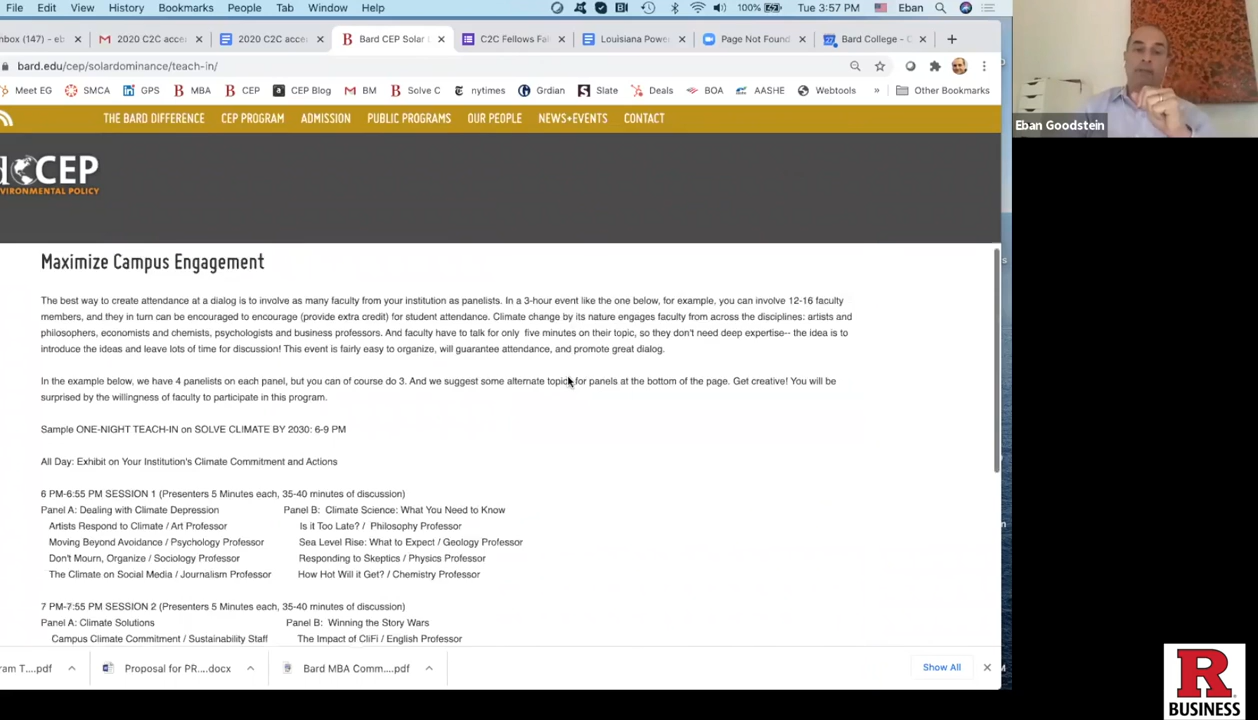 File Edit View History Bookmarks People Tab Window Help 100% Tue 3:57 PM Eban
nbox (147) - eb 2020 C2C acce 2020 C2C acce Bard CEP Solar C2C Fellows Fal Louisiana Powe Page Not Found Bard College - C
bard.edu/cep/solardominance/teach-in/
Meet EG SMCA GPS MBA CEP CEP Blog BM Solve C nytimes Grdian Slate Deals BOA AASHE Webtools » Other Bookmarks
THE BARD DIFFERENCE CEP PROGRAM ADMISSION PUBLIC PROGRAMS OUR PEOPLE NEWS+EVENTS CONTACT
Eban Goodstein
d CEP
VIRONMENTAL POLICY
Maximize Campus Engagement
The best way to create attendance at a dialog is to involve as many faculty from your institution as panelists. In a 3-hour event like the one below, for example, you can involve 12-16 faculty
members, and they in turn can be encouraged to encourage (provide extra credit) for student attendance. Climate change by its nature engages faculty from across the disciplines: artists and
philosophers, economists and chemists, psychologists and business professors. And faculty have to talk for only five minutes on their topic, so they don't need deep expertise-- the idea is to
introduce the ideas and leave lots of time for discussion! This event is fairly easy to organize, will guarantee attendance, and promote great dialog.
In the example below, we have 4 panelists on each panel, but you can of course do 3. And we suggest some alternate topics for panels at the bottom of the page. Get creative! You will be
surprised by the willingness of faculty to participate in this program.
Sample ONE-NIGHT TEACH-IN on SOLVE CLIMATE BY 2030: 6-9 PM
All Day: Exhibit on Your Institution's Climate Commitment and Actions
6 PM-6:55 PM SESSION 1 (Presenters 5 Minutes each, 35-40 minutes of discussion)
Panel A: Dealing with Climate Depression Panel B: Climate Science: What You Need to Know
Artists Respond to Climate / Art Professor Is it Too Late? / Philosophy Professor
Moving Beyond Avoidance / Psychology Professor Sea Level Rise: What to Expect / Geology Professor
Don't Mourn, Organize / Sociology Professor Responding to Skeptics / Physics Professor
The Climate on Social Media / Journalism Professor How Hot Will it Get? / Chemistry Professor
7 PM-7:55 PM SESSION 2 (Presenters 5 Minutes each, 35-40 minutes of discussion)
Panel A: Climate Solutions Panel B: Winning the Story Wars
Campus Climate Commitment / Sustainability Staff The Impact of CliFi / English Professor
ram T....pdf Proposal for PR....docx Bard MBA Comm....pdf Show All
R
BUSINESS